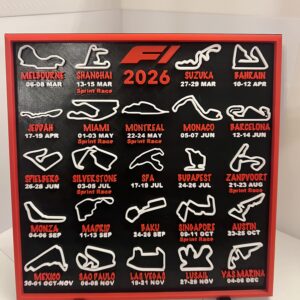 F1
2026
MELBOURNE
06-08 MAR
SHANGHAI
13-15 MAR
Sprint Race
SUZUKA
27-29 MAR
BAHRAIN
10-12 APR
JEDDAH
17-19 APR
MIAMI
01-03 MAY
Sprint Race
MONTREAL
22-24 MAY
Sprint Race
MONACO
05-07 JUN
BARCELONA
12-14 JUN
SPIELBERG
26-28 JUN
SILVERSTONE
03-05 JUL
Sprint Race
SPA
17-19 JUL
BUDAPEST
24-26 JUL
ZANDVOORT
21-23 AUG
Sprint Race
MONZA
04-06 SEP
MADRID
11-13 SEP
BAKU
24-26 SEP
SINGAPORE
09-11 OCT
Sprint Race
AUSTIN
23-25 OCT
MEXICO
30-01 OCT-NOV
SAO PAULO
06-08 NOV
LAS VEGAS
19-21 NOV
LUSAIL
27-29 NOV
YAS MARINA
04-06 DEC